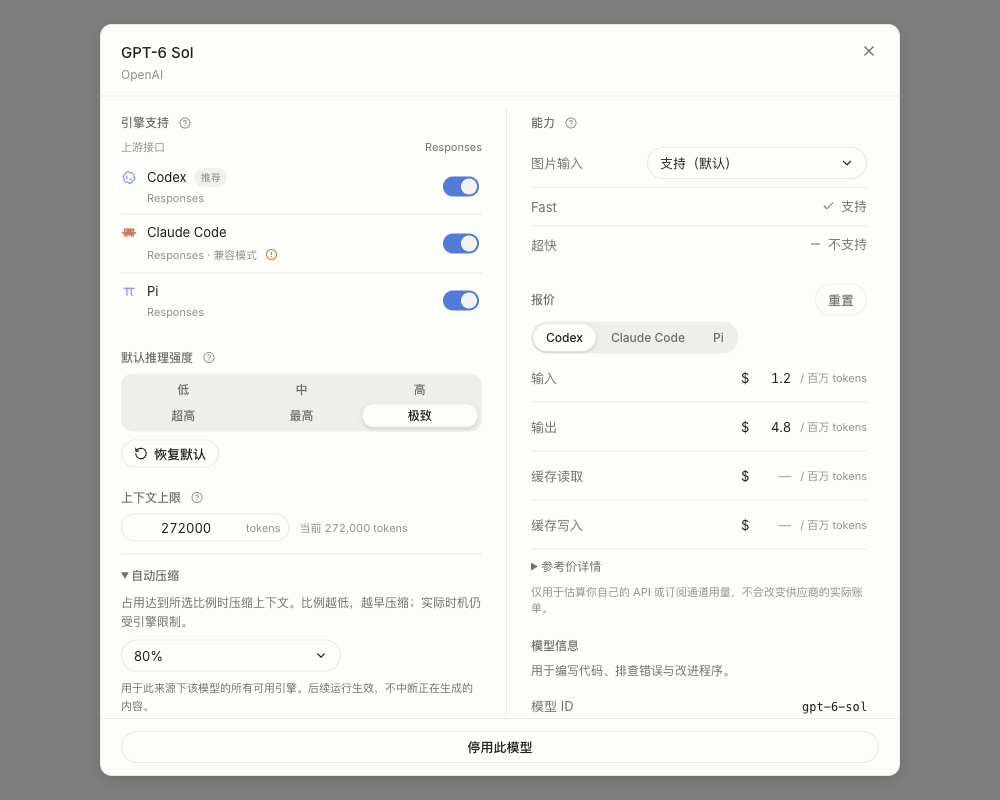 GPT-6 Sol
OpenAI
引擎支持
上游接口 Responses
Codex 推荐
Responses
Claude Code
Responses · 兼容模式
Pi
Responses
默认推理强度
低 中 高
超高 最高 极致
恢复默认
上下文上限
272000 tokens 当前 272,000 tokens
自动压缩
占用达到所选比例时压缩上下文。比例越低，越早压缩；实际时机仍
受引擎限制。
80%
用于此来源下该模型的所有可用引擎。后续运行生效，不中断正在生成的
内容。
能力
图片输入 支持（默认）
Fast 支持
超快 不支持
报价 重置
Codex Claude Code Pi
输入 $ 1.2 / 百万 tokens
输出 $ 4.8 / 百万 tokens
缓存读取 $ — / 百万 tokens
缓存写入 $ — / 百万 tokens
参考价详情
仅用于估算你自己的 API 或订阅通道用量，不会改变供应商的实际账
单。
模型信息
用于编写代码、排查错误与改进程序。
模型 ID gpt-6-sol
停用此模型